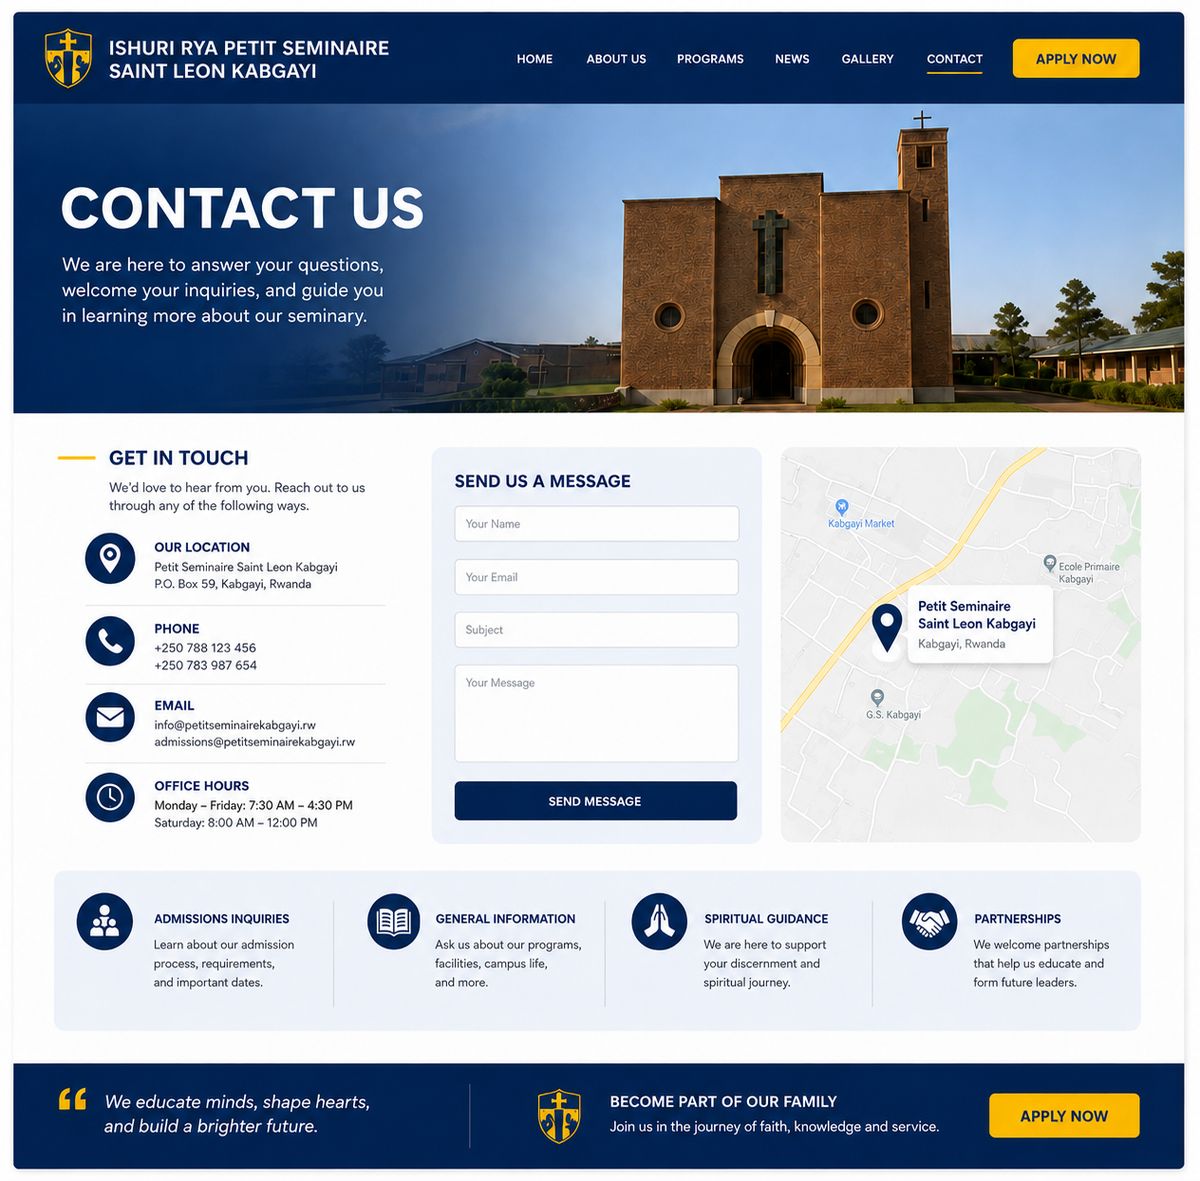 ISHURI RYA PETIT SEMINAIRE
SAINT LEON KABGAYI
HOME
ABOUT US
PROGRAMS
NEWS
GALLERY
CONTACT
APPLY NOW
CONTACT US
We are here to answer your questions,
welcome your inquiries, and guide you
in learning more about our seminary.
GET IN TOUCH
We'd love to hear from you. Reach out to us
through any of the following ways.
OUR LOCATION
Petit Seminaire Saint Leon Kabgayi
P.O. Box 59, Kabgayi, Rwanda
PHONE
+250 788 123 456
+250 783 987 654
EMAIL
info@petitseminairekabgayi.rw
admissions@petitseminairekabgayi.rw
OFFICE HOURS
Monday – Friday: 7:30 AM – 4:30 PM
Saturday: 8:00 AM – 12:00 PM
SEND US A MESSAGE
Your Name
Your Email
Subject
Your Message
SEND MESSAGE
Kabgayi Market
Ecole Primaire
Kabgayi
Petit Seminaire
Saint Leon Kabgayi
Kabgayi, Rwanda
G.S. Kabgayi
ADMISSIONS INQUIRIES
Learn about our admission
process, requirements,
and important dates.
GENERAL INFORMATION
Ask us about our programs,
facilities, campus life,
and more.
SPIRITUAL GUIDANCE
We are here to support
your discernment and
spiritual journey.
PARTNERSHIPS
We welcome partnerships
that help us educate and
form future leaders.
“ We educate minds, shape hearts,
and build a brighter future.
BECOME PART OF OUR FAMILY
Join us in the journey of faith, knowledge and service.
APPLY NOW